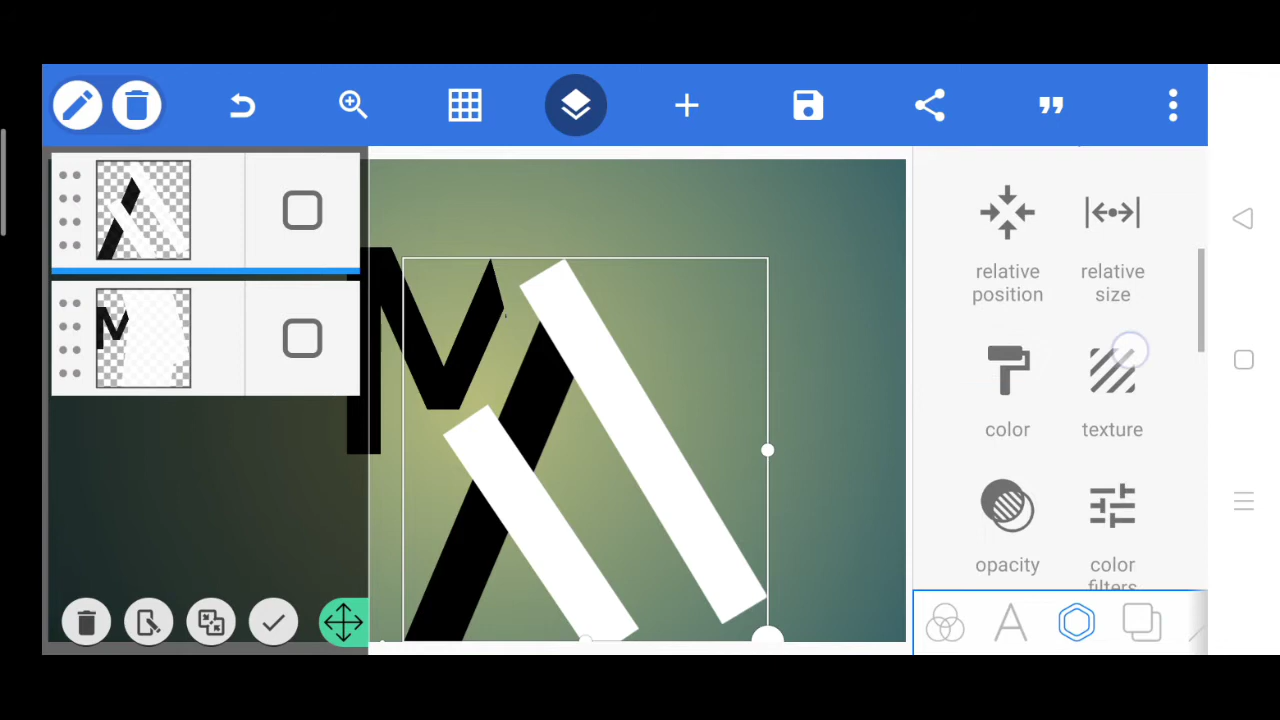 M
relative
position
relative
size
color
texture
opacity
color
filters